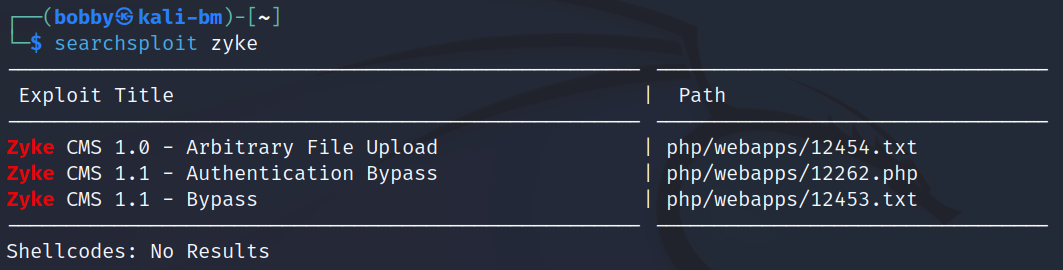 ┌──(bobby㉿kali-bm)-[~]
└─$ searchsploit zyke
Exploit Title | Path
Zyke CMS 1.0 - Arbitrary File Upload | php/webapps/12454.txt
Zyke CMS 1.1 - Authentication Bypass | php/webapps/12262.php
Zyke CMS 1.1 - Bypass | php/webapps/12453.txt
Shellcodes: No Results